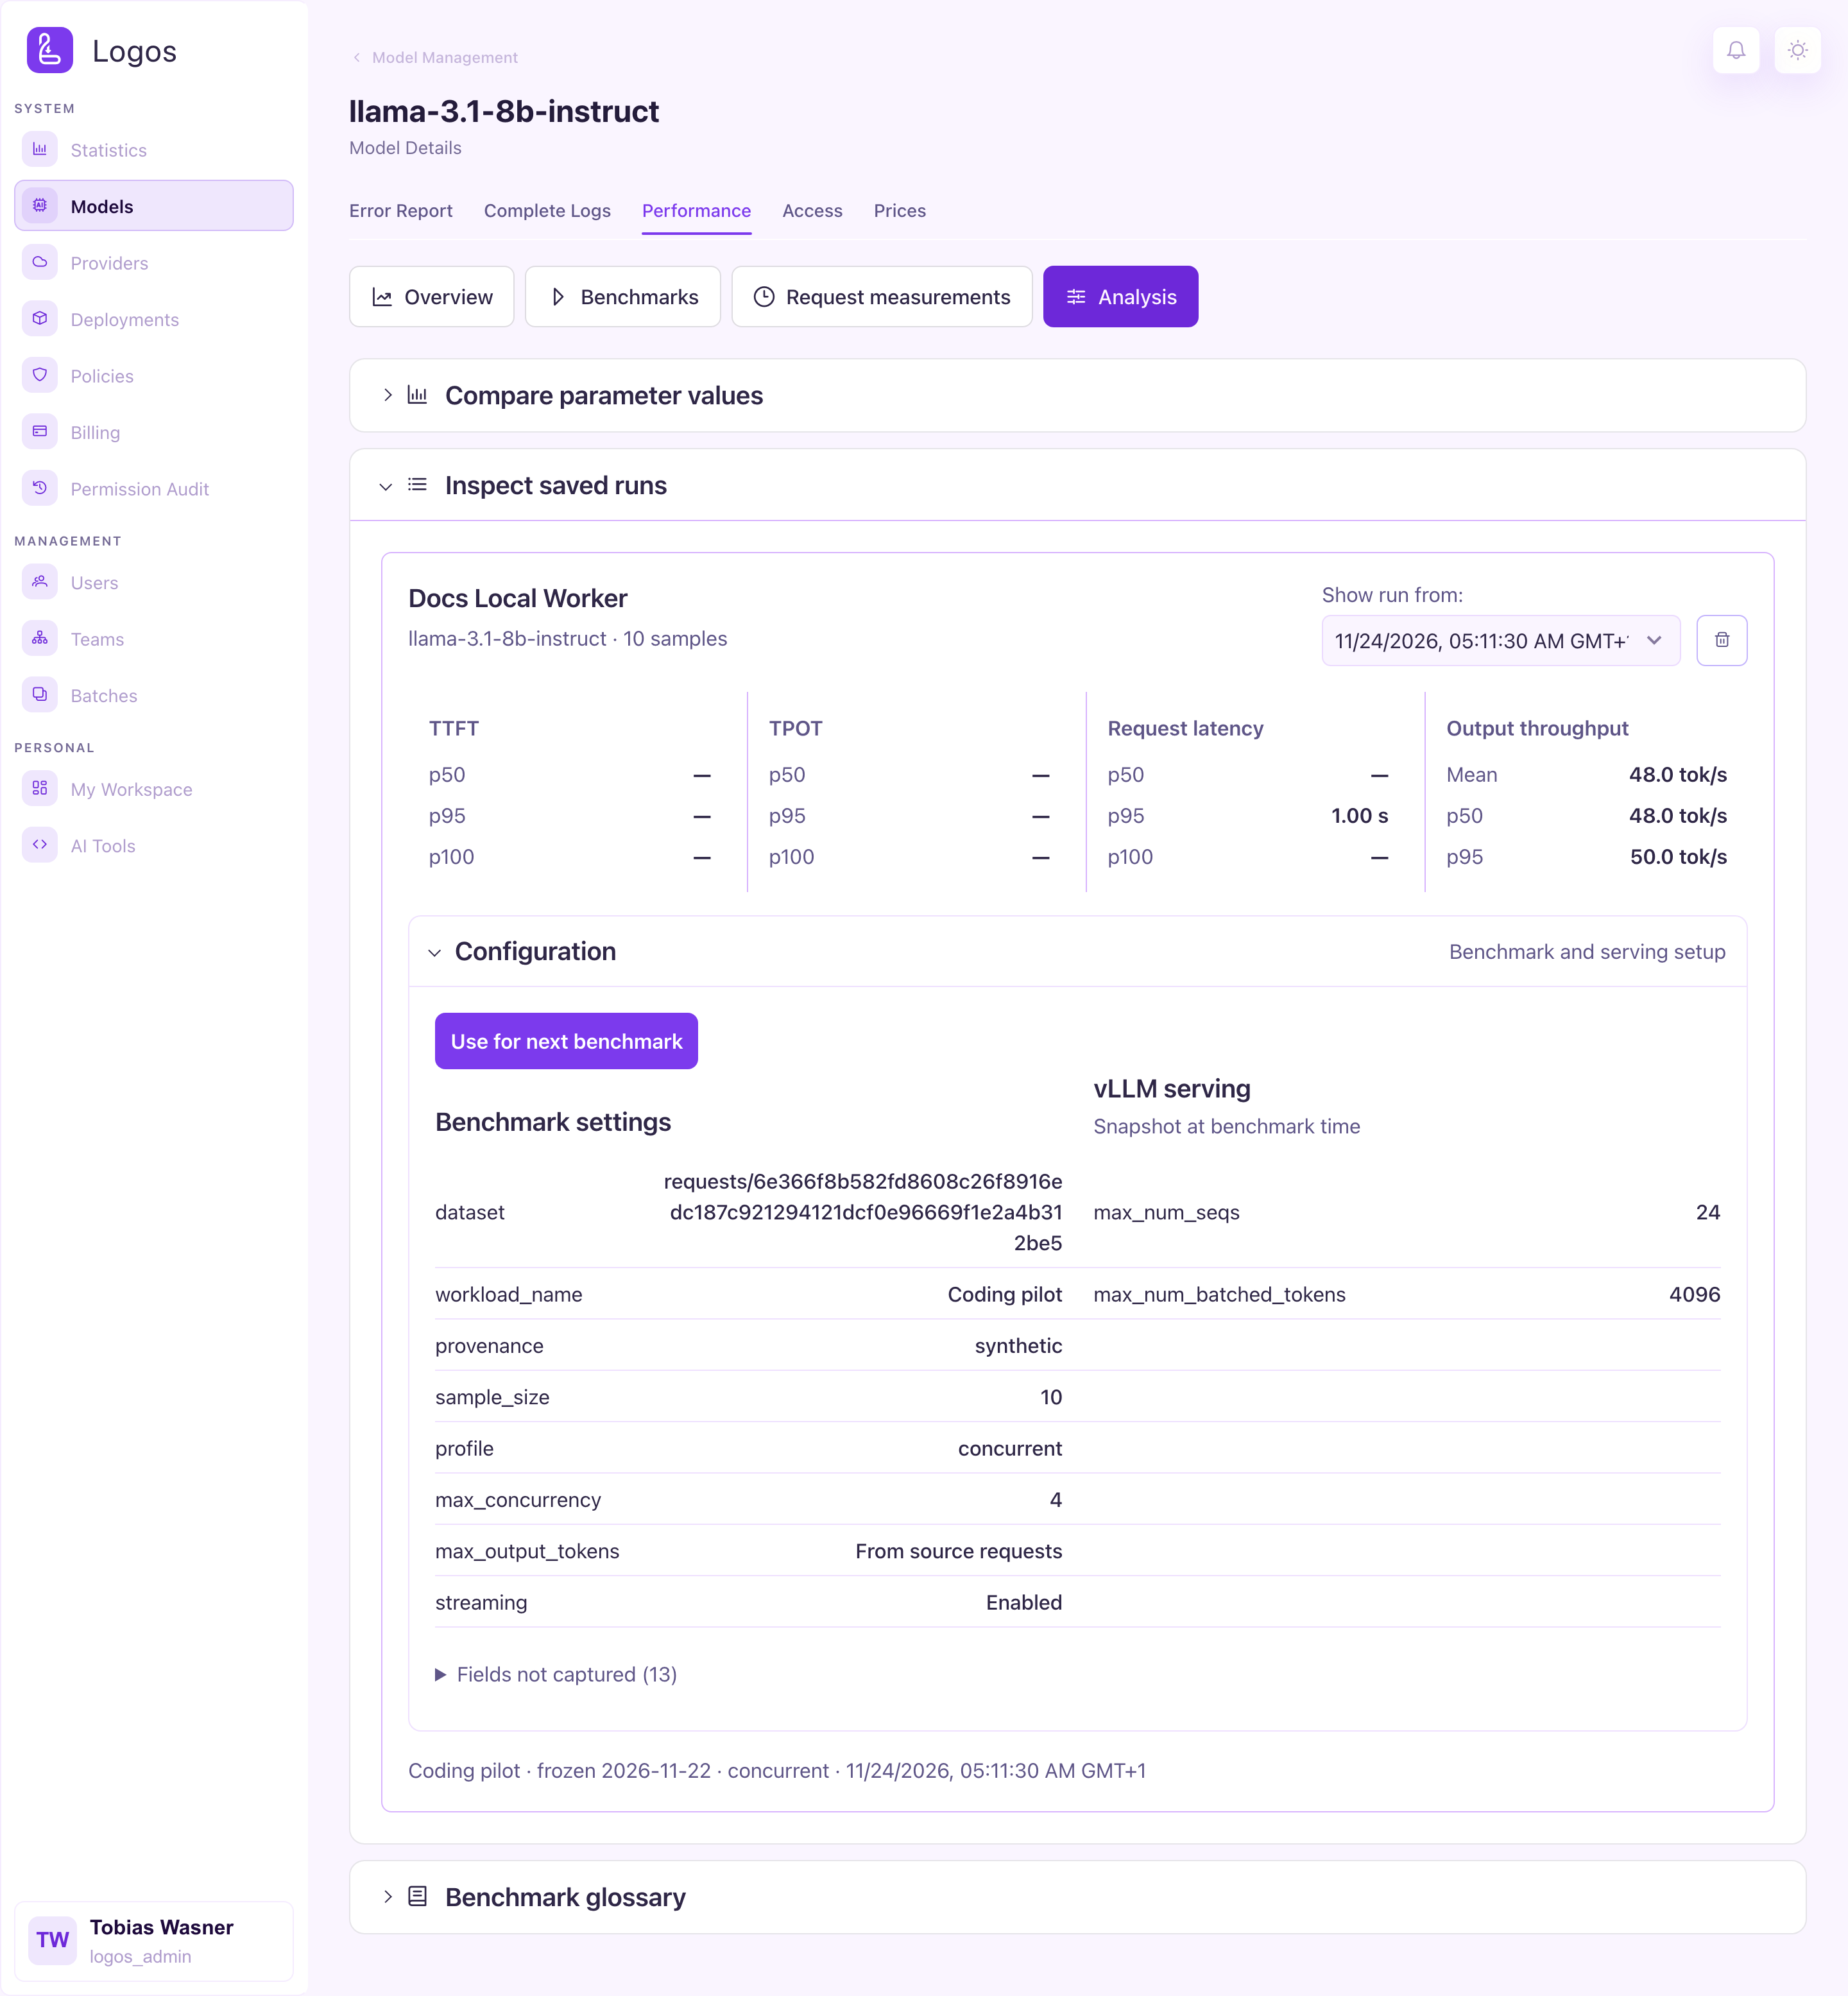 Logos
SYSTEM
Statistics
Models
Providers
Deployments
Policies
Billing
Permission Audit
MANAGEMENT
Users
Teams
Batches
PERSONAL
My Workspace
AI Tools
TW
Tobias Wasner
logos_admin
Model Management
llama-3.1-8b-instruct
Model Details
Error Report Complete Logs Performance Access Prices
Overview Benchmarks Request measurements Analysis
Compare parameter values
Inspect saved runs
Docs Local Worker
llama-3.1-8b-instruct · 10 samples
Show run from:
11/24/2026, 05:11:30 AM GMT+
TTFT
p50 —
p95 —
p100 —
TPOT
p50 —
p95 —
p100 —
Request latency
p50 —
p95 1.00 s
p100 —
Output throughput
Mean 48.0 tok/s
p50 48.0 tok/s
p95 50.0 tok/s
Configuration
Benchmark and serving setup
Use for next benchmark
Benchmark settings
dataset
requests/6e366f8b582fd8608c26f8916e
dc187c921294121dcf0e96669f1e2a4b31
2be5
workload_name Coding pilot
provenance synthetic
sample_size 10
profile concurrent
max_concurrency 4
max_output_tokens From source requests
streaming Enabled
vLLM serving
Snapshot at benchmark time
max_num_seqs 24
max_num_batched_tokens 4096
Fields not captured (13)
Coding pilot · frozen 2026-11-22 · concurrent · 11/24/2026, 05:11:30 AM GMT+1
Benchmark glossary